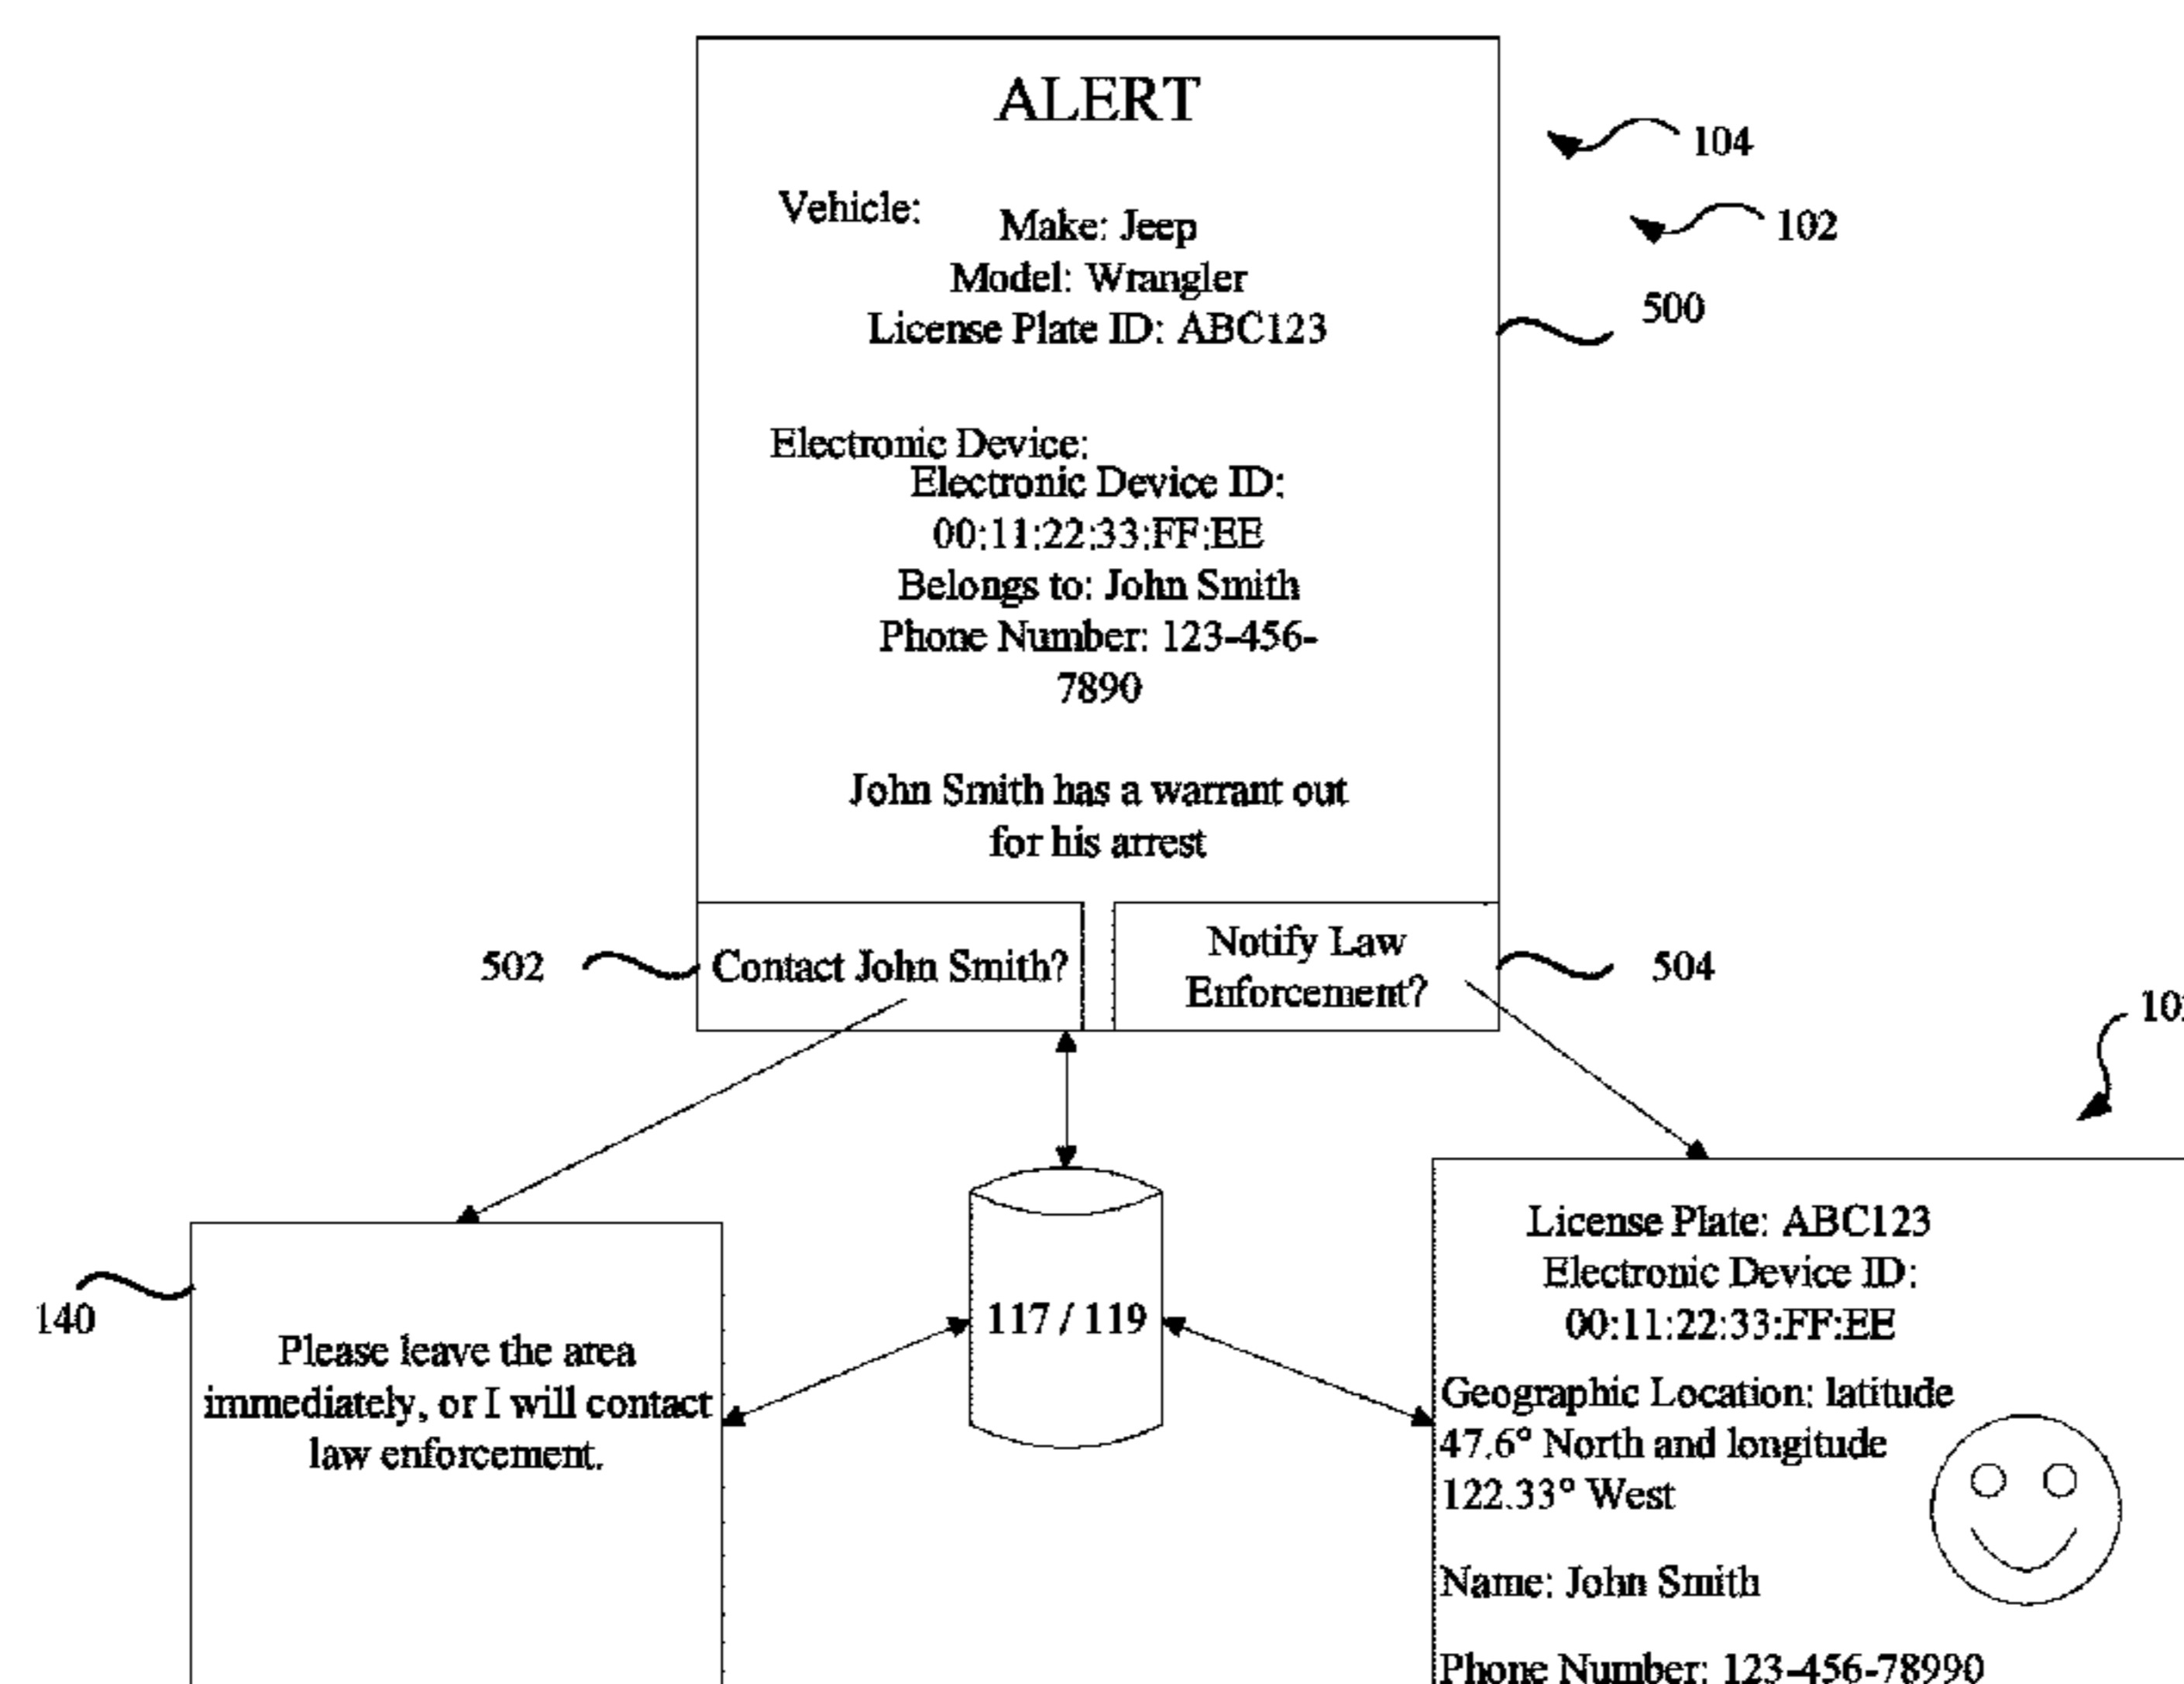 ALERT
104
Vehicle:
102
Make: Jeep
Model: Wrangler
500
License Plate ID: ABC123
Electronic Device:
Electronic Device ID:
00:11:22:33:FF:EE
Belongs to: John Smith
Phone Number: 123-456-
7890
John Smith has a warrant out
for his arrest
502
Contact John Smith?
Notify Law
Enforcement?
504
140
Please leave the area
immediately, or I will contact
law enforcement.
117 / 119
License Plate: ABC123
Electronic Device ID:
00:11:22:33:FF:EE
Geographic Location: latitude
47.6° North and longitude
122.33° West
Name: John Smith
Phone Number: 123-456-78990